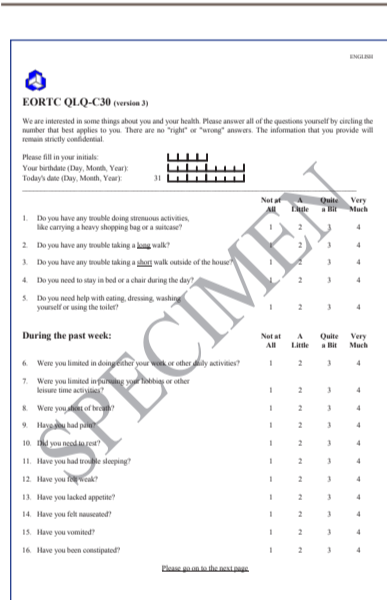 ENGLISH
EORTC QLQ-C30 (version 3)
We are interested in some things about you and your health. Please answer all of the questions yourself by circling the
number that best applies to you. There are no "right" or "wrong" answers. The information that you provide will
remain strictly confidential.
Please fill in your initials:
Your birthdate (Day, Month, Year):
Today's date (Day, Month, Year): 31
Not at A Quite Very
All Little a Bit Much
1. Do you have any trouble doing strenuous activities,
like carrying a heavy shopping bag or a suitcase? 1 2 3 4
2. Do you have any trouble taking a long walk? 1 2 3 4
3. Do you have any trouble taking a short walk outside of the house? 1 2 3 4
4. Do you need to stay in bed or a chair during the day? 1 2 3 4
5. Do you need help with eating, dressing, washing
yourself or using the toilet? 1 2 3 4
During the past week: Not at A Quite Very
All Little a Bit Much
6. Were you limited in doing either your work or other daily activities? 1 2 3 4
7. Were you limited in pursuing your hobbies or other
leisure time activities? 1 2 3 4
8. Were you short of breath? 1 2 3 4
9. Have you had pain? 1 2 3 4
10. Did you need to rest? 1 2 3 4
11. Have you had trouble sleeping? 1 2 3 4
12. Have you felt weak? 1 2 3 4
13. Have you lacked appetite? 1 2 3 4
14. Have you felt nauseated? 1 2 3 4
15. Have you vomited? 1 2 3 4
16. Have you been constipated? 1 2 3 4
Please go on to the next page
SPECIMEN